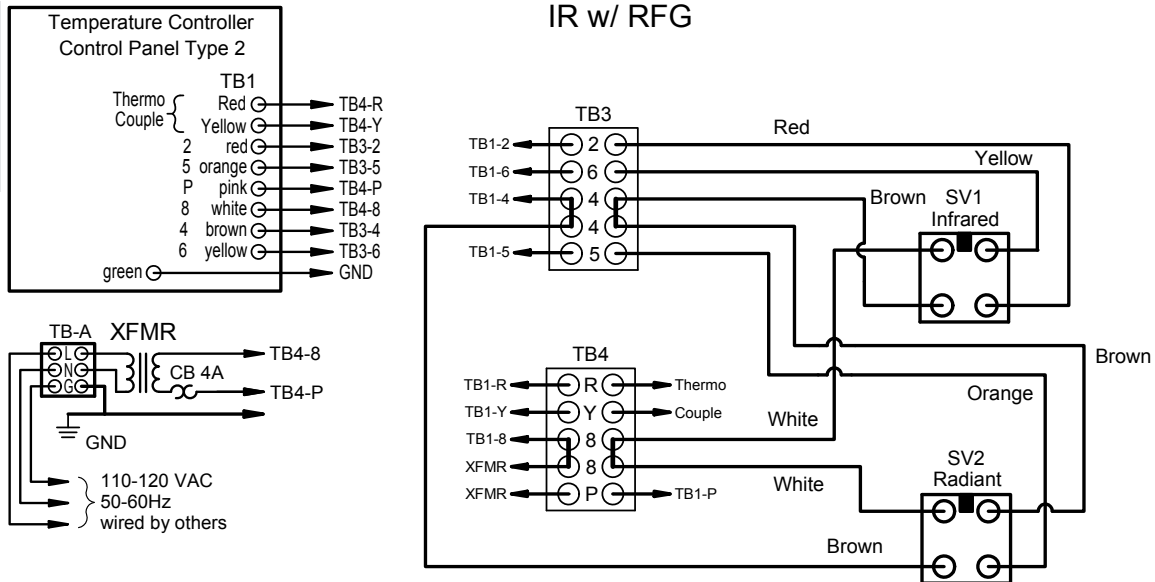 IR w/ RFG
Temperature Controller
Control Panel Type 2
TB1
Thermo
Couple
Red
TB4-R
Yellow
TB4-Y
2 red
TB3-2
5 orange
TB3-5
P pink
TB4-P
8 white
TB4-8
4 brown
TB3-4
6 yellow
TB3-6
green
GND
TB-A
XFMR
L
N
G
CB 4A
TB4-8
TB4-P
GND
110-120 VAC
50-60Hz
wired by others
TB3
TB1-2
2
TB1-6
6
TB1-4
4
4
TB1-5
5
Red
Yellow
Brown
SV1
Infrared
TB4
TB1-R
R
Thermo
TB1-Y
Y
Couple
TB1-8
8
XFMR
8
XFMR
P
TB1-P
White
White
Brown
Orange
Brown
SV2
Radiant